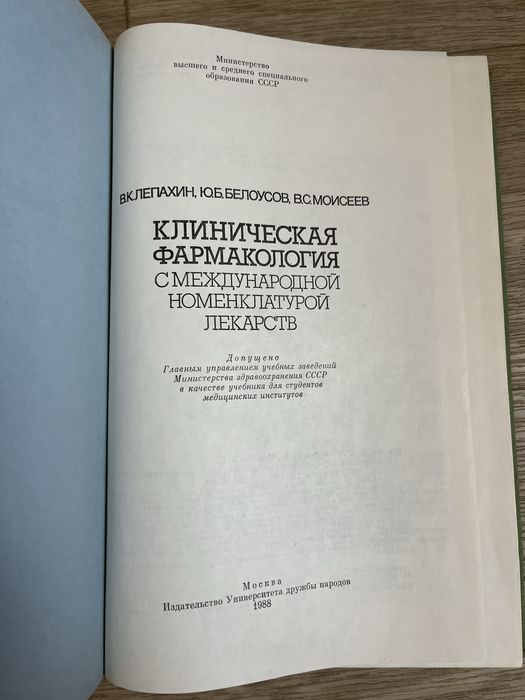 Министерство
высшего и среднего специального
образования СССР
В.К.ЛЕПАХИН, Ю.Б.БЕЛОУСОВ, В.С.МОИСЕЕВ
КЛИНИЧЕСКАЯ
ФАРМАКОЛОГИЯ
С МЕЖДУНАРОДНОЙ
НОМЕНКЛАТУРОЙ
ЛЕКАРСТВ
Допущено
Главным управлением учебных заведений
Министерства здравоохранения СССР
в качестве учебника для студентов
медицинских институтов
Москва
Издательство Университета дружбы народов
1988